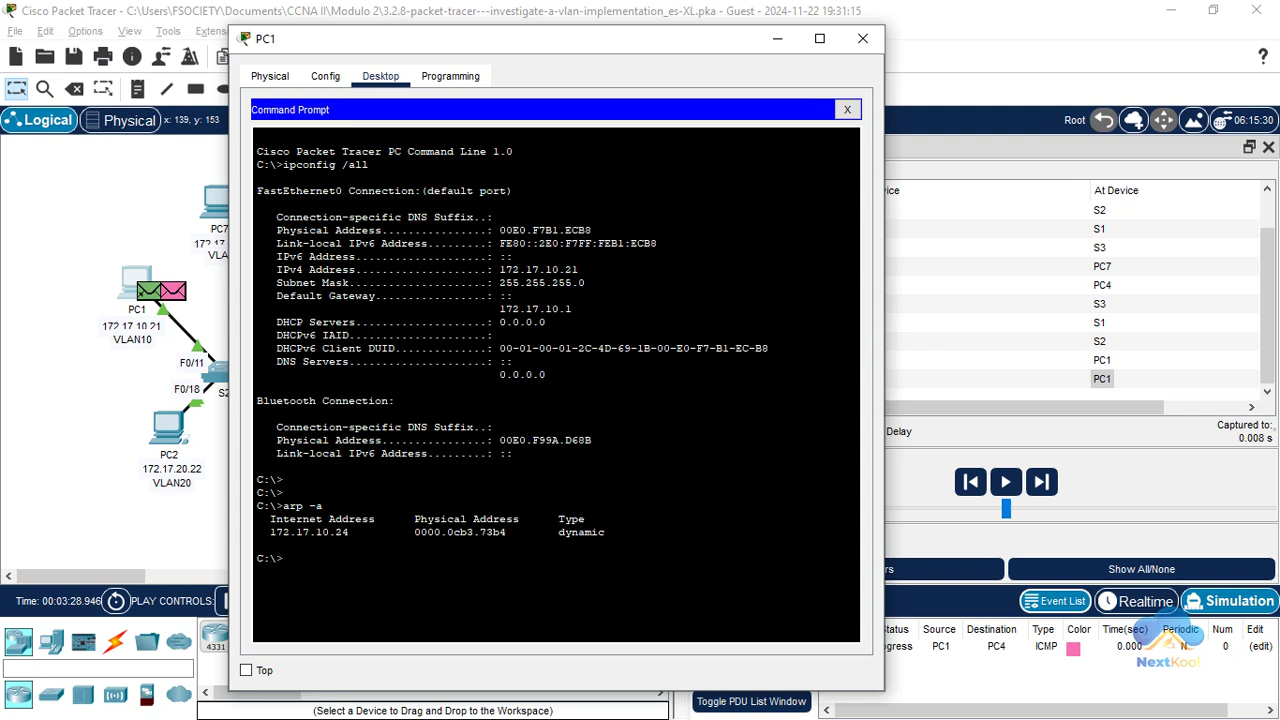 Cisco Packet Tracer - C:\Users\FSOCIETY\Documents\CCNA II\Modulo 2\3.2.8-packet-tracer---investigate-a-vlan-implementation_es-XL.pka - Guest - 2024-11-22 19:31:15
File Edit Options View Tools Extens
PC1
Physical Config Desktop Programming
Command Prompt X
Logical Physical x: 139, y: 153
Root 06:15:30
Cisco Packet Tracer PC Command Line 1.0
C:\>ipconfig /all
FastEthernet0 Connection:(default port)
Connection-specific DNS Suffix..:
Physical Address................: 00E0.F7B1.ECB8
Link-local IPv6 Address.........: FE80::2E0:F7FF:FEB1:ECB8
IPv6 Address....................: ::
IPv4 Address....................: 172.17.10.21
Subnet Mask.....................: 255.255.255.0
Default Gateway.................: ::
172.17.10.1
DHCP Servers....................: 0.0.0.0
DHCPv6 IAID.....................:
DHCPv6 Client DUID..............: 00-01-00-01-2C-4D-69-1B-00-E0-F7-B1-EC-B8
DNS Servers.....................: ::
0.0.0.0
Bluetooth Connection:
Connection-specific DNS Suffix..:
Physical Address................: 00E0.F99A.D68B
Link-local IPv6 Address.........: ::
C:\>
C:\>
C:\>arp -a
Internet Address Physical Address Type
172.17.10.24 0000.0cb3.73b4 dynamic
C:\>
Top
PC7
172.17.
VLA
PC1
172.17.10.21
VLAN10
F0/11
F0/18
S2
PC2
172.17.20.22
VLAN20
vice At Device
S2
S1
S3
PC7
PC4
S3
S1
S2
PC1
PC1
Delay
Captured to:
0.008 s
rs
Show All/None
Time: 00:03:28.946 PLAY CONTROLS:
Event List Realtime Simulation
tatus Source Destination Type Color Time(sec) Periodic Num Edit
gress PC1 PC4 ICMP 0.000 N 0 (edit)
NextKool
4331
Toggle PDU List Window
(Select a Device to Drag and Drop to the Workspace)